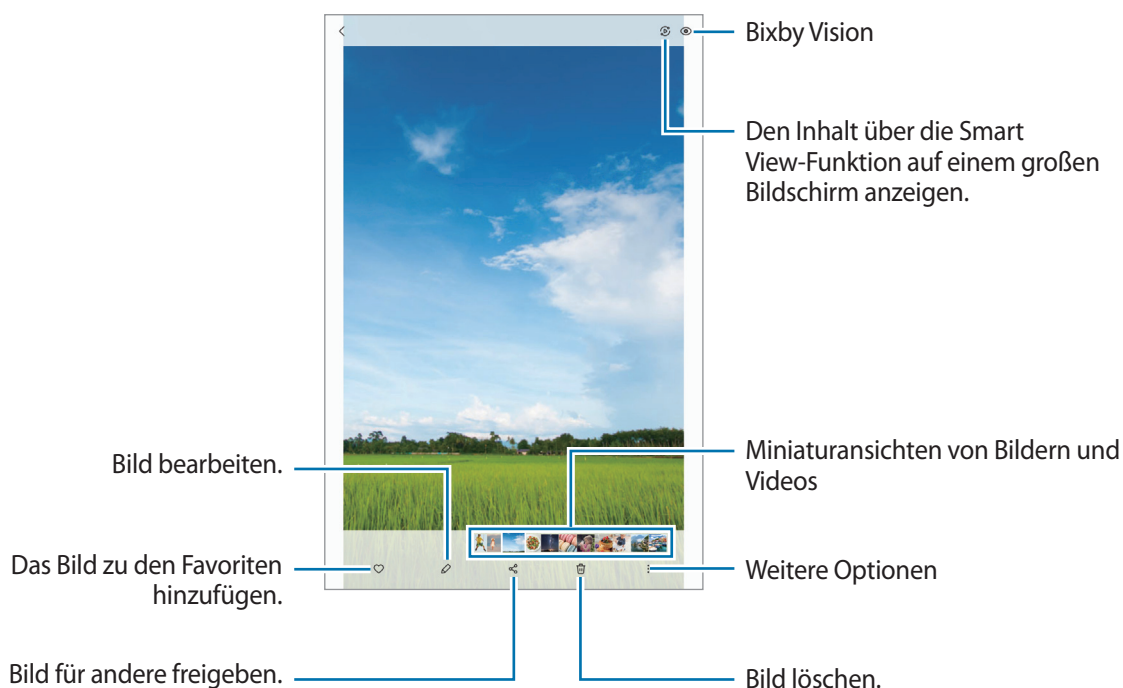 Bixby Vision
Den Inhalt über die Smart
View-Funktion auf einem großen
Bildschirm anzeigen.
Bild bearbeiten.
Miniaturansichten von Bildern und
Videos
Das Bild zu den Favoriten
hinzufügen.
Weitere Optionen
Bild für andere freigeben.
Bild löschen.